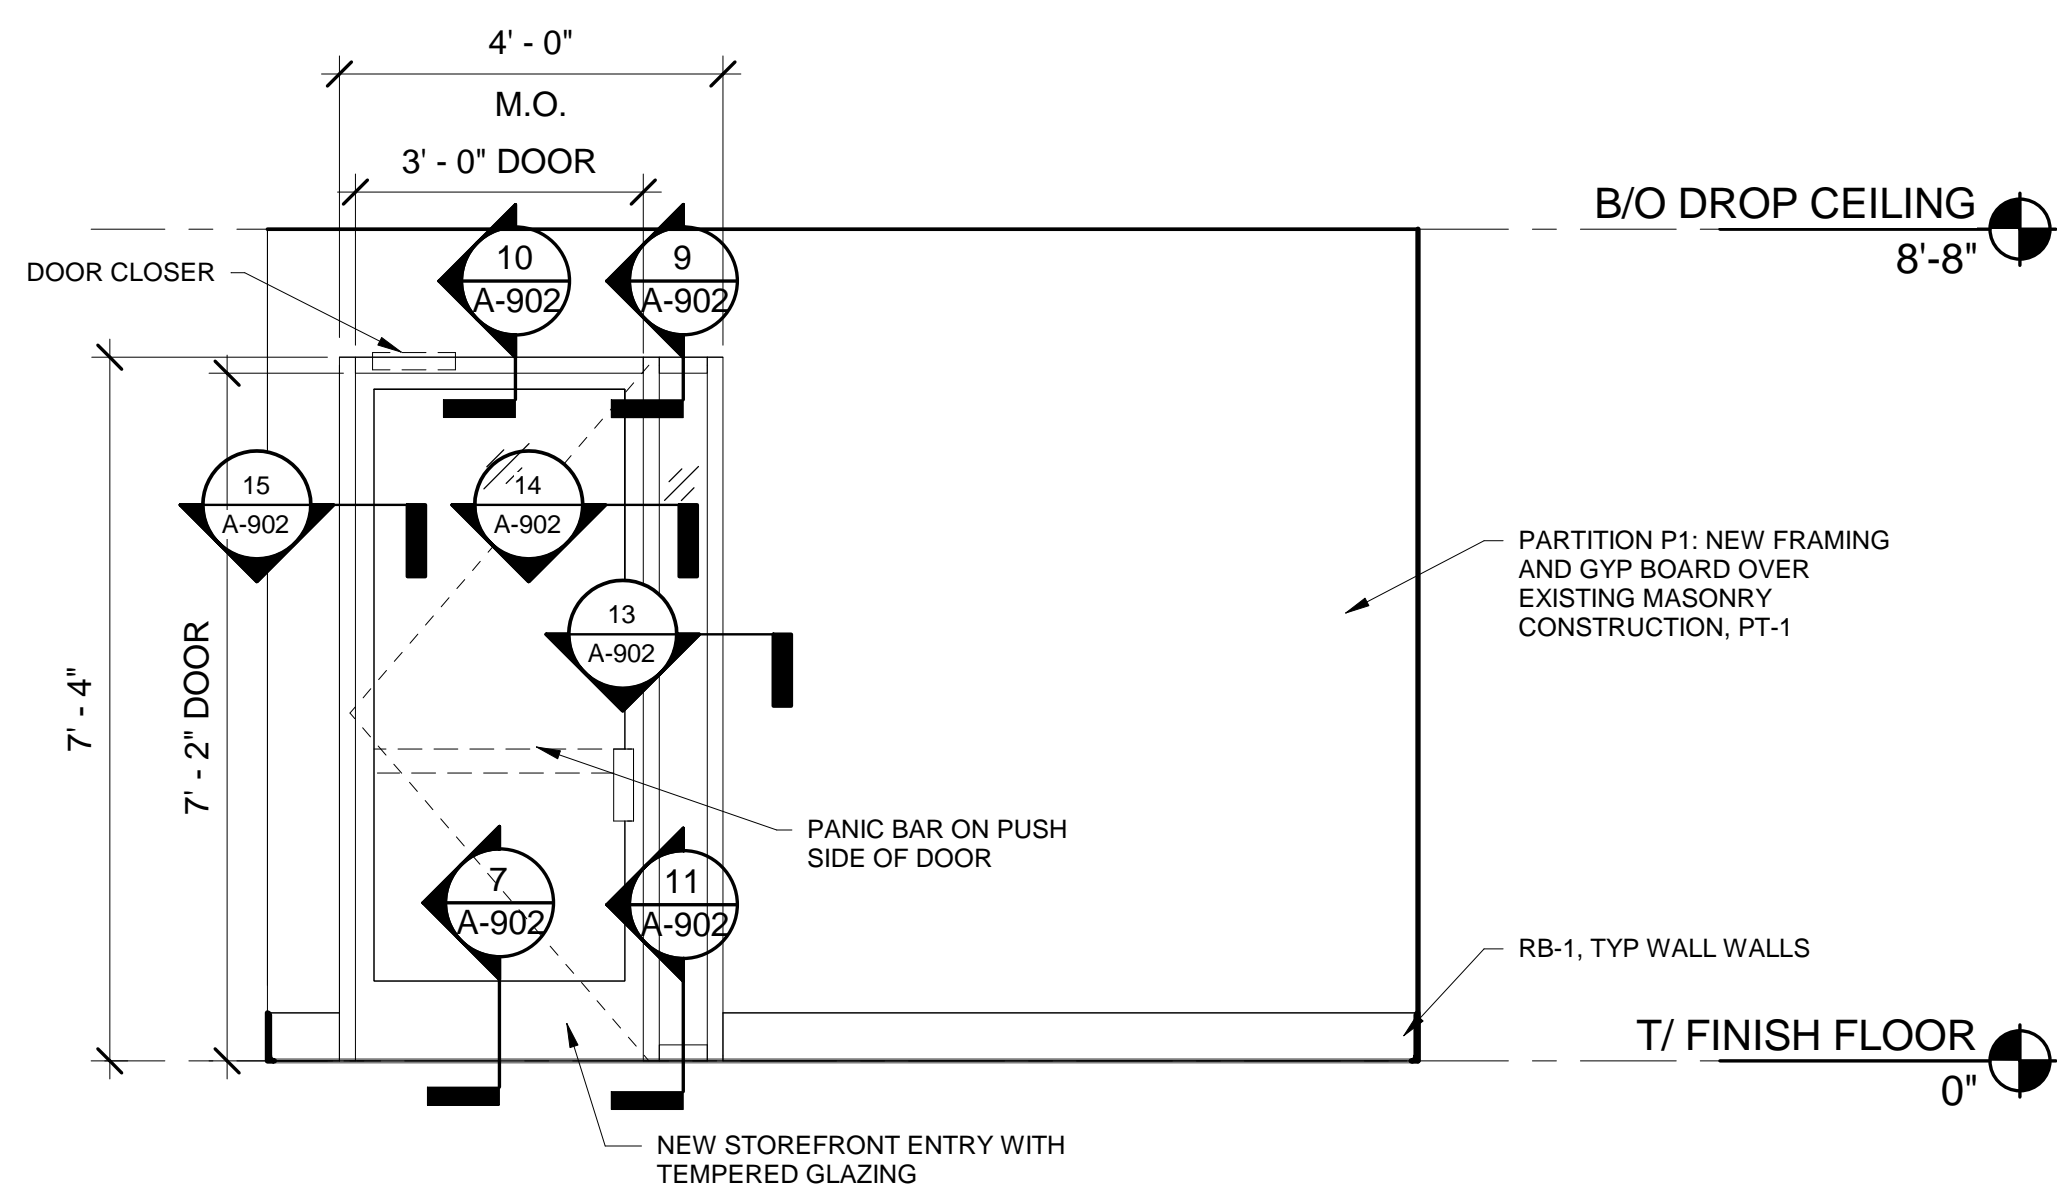 4' - 0"
M.O.
3' - 0" DOOR
B/O DROP CEILING
8'-8"
DOOR CLOSER
10
A-902
9
A-902
15
A-902
14
A-902
13
A-902
PARTITION P1: NEW FRAMING
AND GYP BOARD OVER
EXISTING MASONRY
CONSTRUCTION, PT-1
7' - 4"
7' - 2" DOOR
PANIC BAR ON PUSH
SIDE OF DOOR
7
A-902
11
A-902
RB-1, TYP WALL WALLS
T/ FINISH FLOOR
0"
NEW STOREFRONT ENTRY WITH
TEMPERED GLAZING